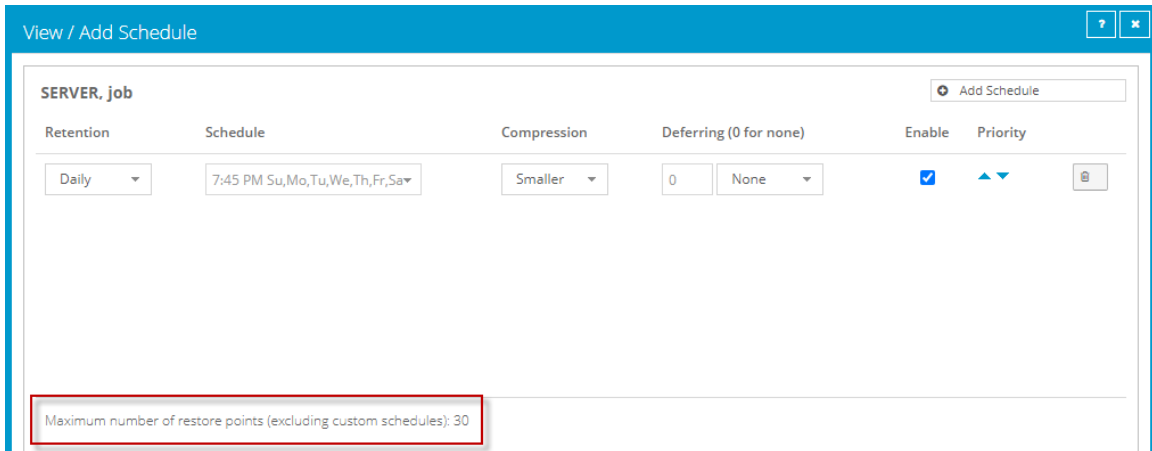 View / Add Schedule ?
SERVER, job Add Schedule
Retention Schedule Compression Deferring (0 for none) Enable Priority
Daily 7:45 PM Su,Mo,Tu,We,Th,Fr,Sa Smaller 0 None
Maximum number of restore points (excluding custom schedules): 30